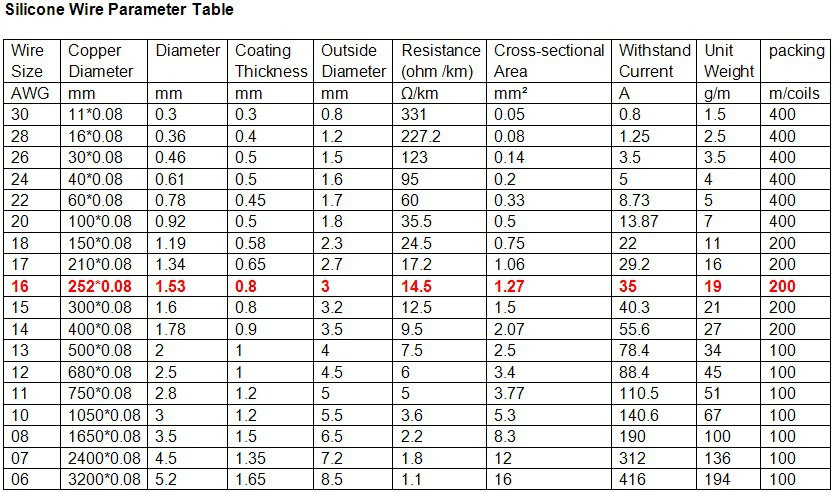 Silicone Wire Parameter Table
Wire Size Copper Diameter Diameter Coating Thickness Outside Diameter Resistance (ohm /km) Cross-sectional Area Withstand Current Unit Weight packing
AWG mm mm mm mm Ω/km mm² A g/m m/coils
30 11*0.08 0.3 0.3 0.8 331 0.05 0.8 1.5 400
28 16*0.08 0.36 0.4 1.2 227.2 0.08 1.25 2.5 400
26 30*0.08 0.46 0.5 1.5 123 0.14 3.5 3.5 400
24 40*0.08 0.61 0.5 1.6 95 0.2 5 4 400
22 60*0.08 0.78 0.45 1.7 60 0.33 8.73 5 400
20 100*0.08 0.92 0.5 1.8 35.5 0.5 13.87 7 400
18 150*0.08 1.19 0.58 2.3 24.5 0.75 22 11 200
17 210*0.08 1.34 0.65 2.7 17.2 1.06 29.2 16 200
16 252*0.08 1.53 0.8 3 14.5 1.27 35 19 200
15 300*0.08 1.6 0.8 3.2 12.5 1.5 40.3 21 200
14 400*0.08 1.78 0.9 3.5 9.5 2.07 55.6 27 200
13 500*0.08 2 1 4 7.5 2.5 78.4 34 100
12 680*0.08 2.5 1 4.5 6 3.4 88.4 45 100
11 750*0.08 2.8 1.2 5 5 3.77 110.5 51 100
10 1050*0.08 3 1.2 5.5 3.6 5.3 140.6 67 100
08 1650*0.08 3.5 1.5 6.5 2.2 8.3 190 100 100
07 2400*0.08 4.5 1.35 7.2 1.8 12 312 136 100
06 3200*0.08 5.2 1.65 8.5 1.1 16 416 194 100